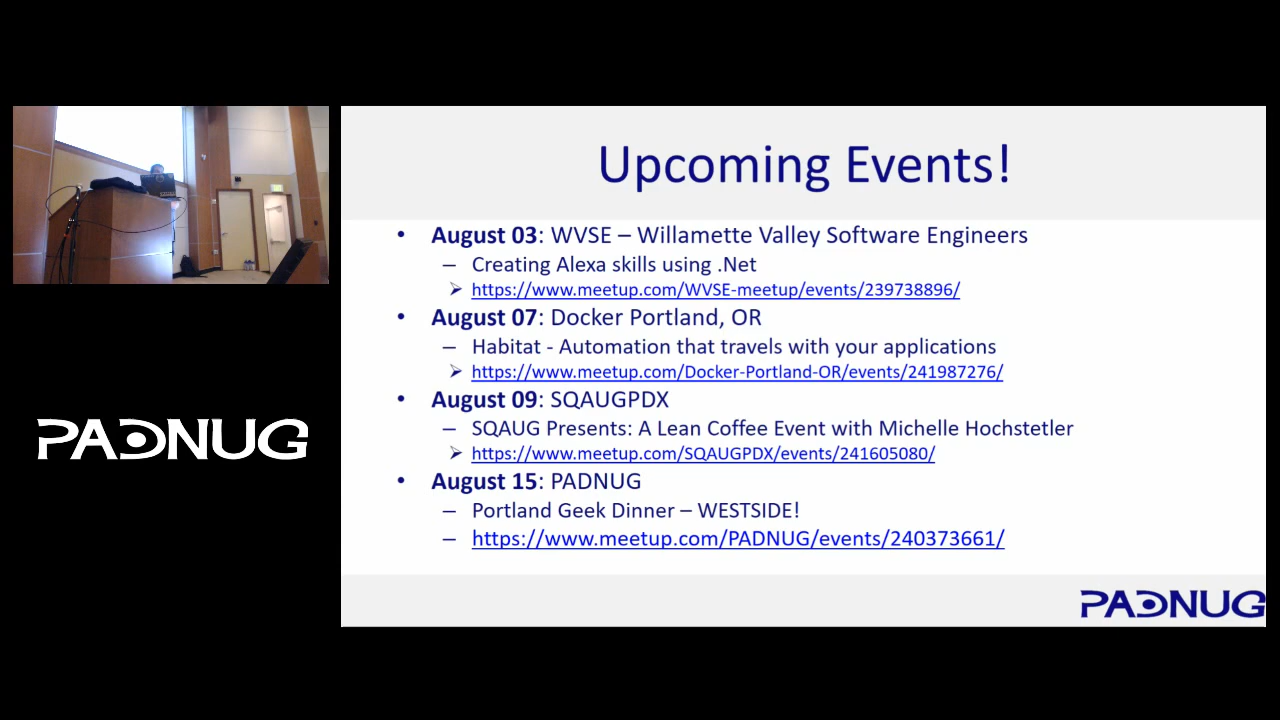 Upcoming Events!
• August 03: WVSE – Willamette Valley Software Engineers
– Creating Alexa skills using .Net
➢ https://www.meetup.com/WVSE-meetup/events/239738896/
• August 07: Docker Portland, OR
– Habitat - Automation that travels with your applications
➢ https://www.meetup.com/Docker-Portland-OR/events/241987276/
• August 09: SQAUGPDX
– SQAUG Presents: A Lean Coffee Event with Michelle Hochstetler
➢ https://www.meetup.com/SQAUGPDX/events/241605080/
• August 15: PADNUG
– Portland Geek Dinner – WESTSIDE!
– https://www.meetup.com/PADNUG/events/240373661/
PADNUG
PADNUG